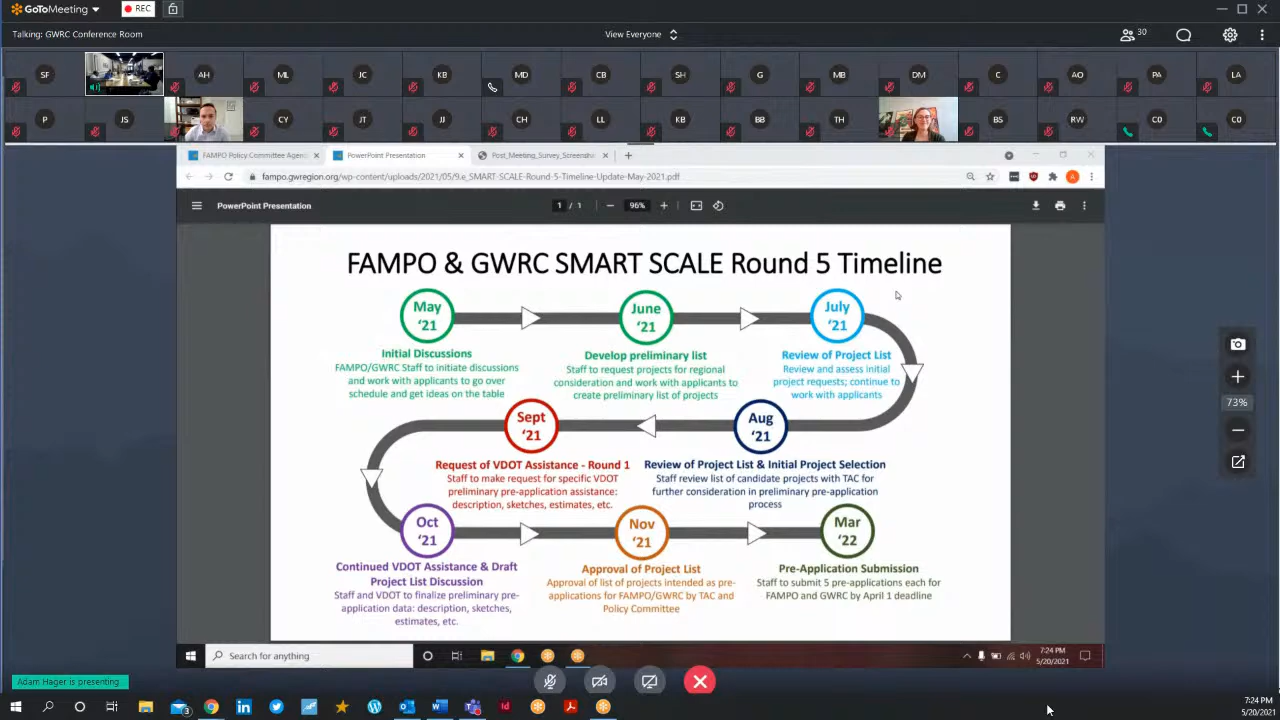 GoToMeeting
REC
Talking: GWRC Conference Room
View Everyone
30
SF
AH
ML
JC
KB
MD
CB
SH
G
MB
DM
C
AO
PA
LA
P
JS
CY
JT
JJ
CH
LL
KB
BB
TH
BS
RW
C0
C0
FAMPO Policy Committee Agen
PowerPoint Presentation
Post_Meeting_Survey_Screensho
fampo.gwregion.org/wp-content/uploads/2021/05/9.e_SMART-SCALE-Round-5-Timeline-Update-May-2021.pdf
PowerPoint Presentation
1 / 1
96%
FAMPO & GWRC SMART SCALE Round 5 Timeline
May
'21
Initial Discussions
FAMPO/GWRC Staff to initiate discussions
and work with applicants to go over
schedule and get ideas on the table
June
'21
Develop preliminary list
Staff to request projects for regional
consideration and work with applicants to
create preliminary list of projects
July
'21
Review of Project List
Review and assess initial
project requests; continue to
work with applicants
Aug
'21
Review of Project List & Initial Project Selection
Staff review list of candidate projects with TAC for
further consideration in preliminary pre-application
process
Sept
'21
Request of VDOT Assistance - Round 1
Staff to make request for specific VDOT
preliminary pre-application assistance:
description, sketches, estimates, etc.
Oct
'21
Continued VDOT Assistance & Draft
Project List Discussion
Staff and VDOT to finalize preliminary pre-
application data: description, sketches,
estimates, etc.
Nov
'21
Approval of Project List
Approval of list of projects intended as pre-
applications for FAMPO/GWRC by TAC and
Policy Committee
Mar
'22
Pre-Application Submission
Staff to submit 5 pre-applications each for
FAMPO and GWRC by April 1 deadline
73%
Search for anything
7:24 PM
5/20/2021
Adam Hager is presenting.
3
7:24 PM
5/20/2021